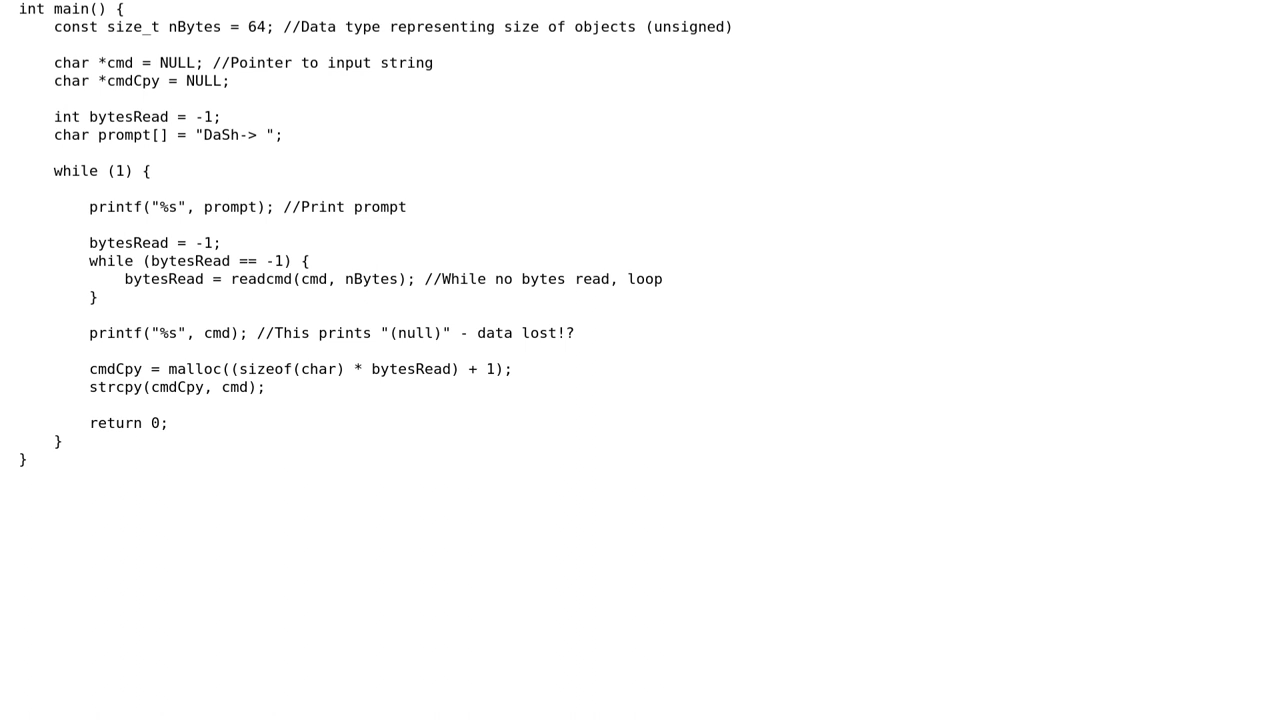 int main() {
    const size_t nBytes = 64; //Data type representing size of objects (unsigned)

    char *cmd = NULL; //Pointer to input string
    char *cmdCpy = NULL;

    int bytesRead = -1;
    char prompt[] = "DaSh-> ";

    while (1) {

        printf("%s", prompt); //Print prompt

        bytesRead = -1;
        while (bytesRead == -1) {
            bytesRead = readcmd(cmd, nBytes); //While no bytes read, loop
        }

        printf("%s", cmd); //This prints "(null)" - data lost!?

        cmdCpy = malloc((sizeof(char) * bytesRead) + 1);
        strcpy(cmdCpy, cmd);

        return 0;
    }
}